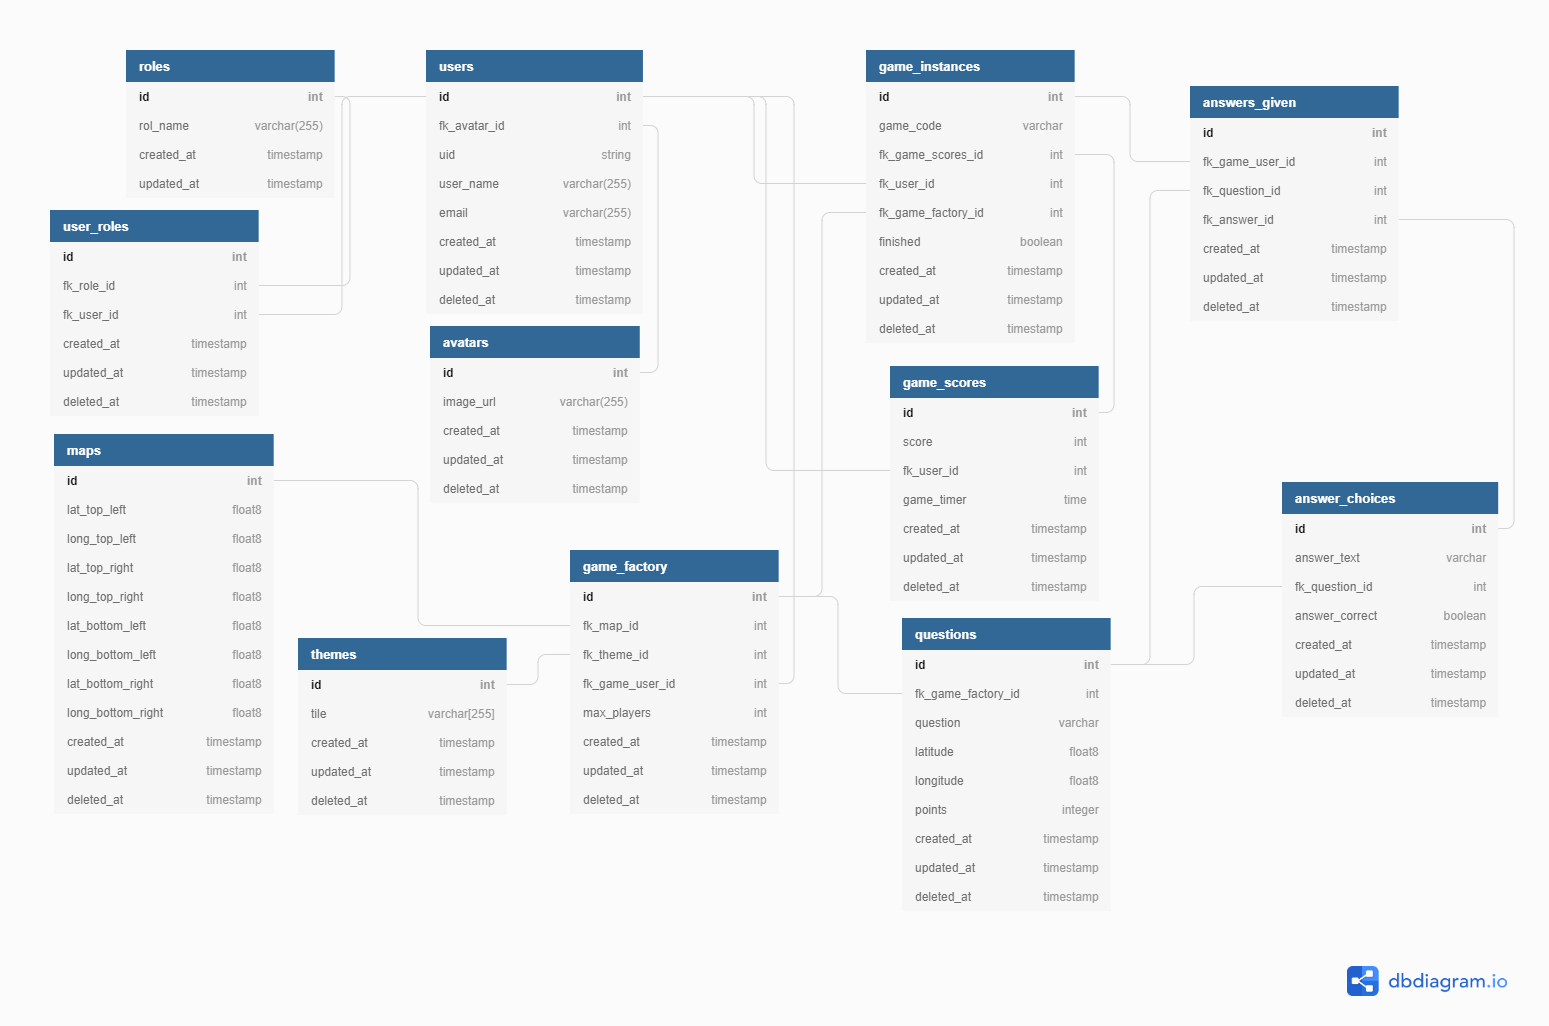 roles
id int
rol_name varchar(255)
created_at timestamp
updated_at timestamp
users
id int
fk_avatar_id int
uid string
user_name varchar(255)
email varchar(255)
created_at timestamp
updated_at timestamp
deleted_at timestamp
game_instances
id int
game_code varchar
fk_game_scores_id int
fk_user_id int
fk_game_factory_id int
finished boolean
created_at timestamp
updated_at timestamp
deleted_at timestamp
answers_given
id int
fk_game_user_id int
fk_question_id int
fk_answer_id int
created_at timestamp
updated_at timestamp
deleted_at timestamp
user_roles
id int
fk_role_id int
fk_user_id int
created_at timestamp
updated_at timestamp
deleted_at timestamp
avatars
id int
image_url varchar(255)
created_at timestamp
updated_at timestamp
deleted_at timestamp
game_scores
id int
score int
fk_user_id int
game_timer time
created_at timestamp
updated_at timestamp
deleted_at timestamp
maps
id int
lat_top_left float8
long_top_left float8
lat_top_right float8
long_top_right float8
lat_bottom_left float8
long_bottom_left float8
lat_bottom_right float8
long_bottom_right float8
created_at timestamp
updated_at timestamp
deleted_at timestamp
answer_choices
id int
answer_text varchar
fk_question_id int
answer_correct boolean
created_at timestamp
updated_at timestamp
deleted_at timestamp
game_factory
id int
fk_map_id int
fk_theme_id int
fk_game_user_id int
max_players int
created_at timestamp
updated_at timestamp
deleted_at timestamp
themes
id int
tile varchar[255]
created_at timestamp
updated_at timestamp
deleted_at timestamp
questions
id int
fk_game_factory_id int
question varchar
latitude float8
longitude float8
points integer
created_at timestamp
updated_at timestamp
deleted_at timestamp
dbdiagram.io